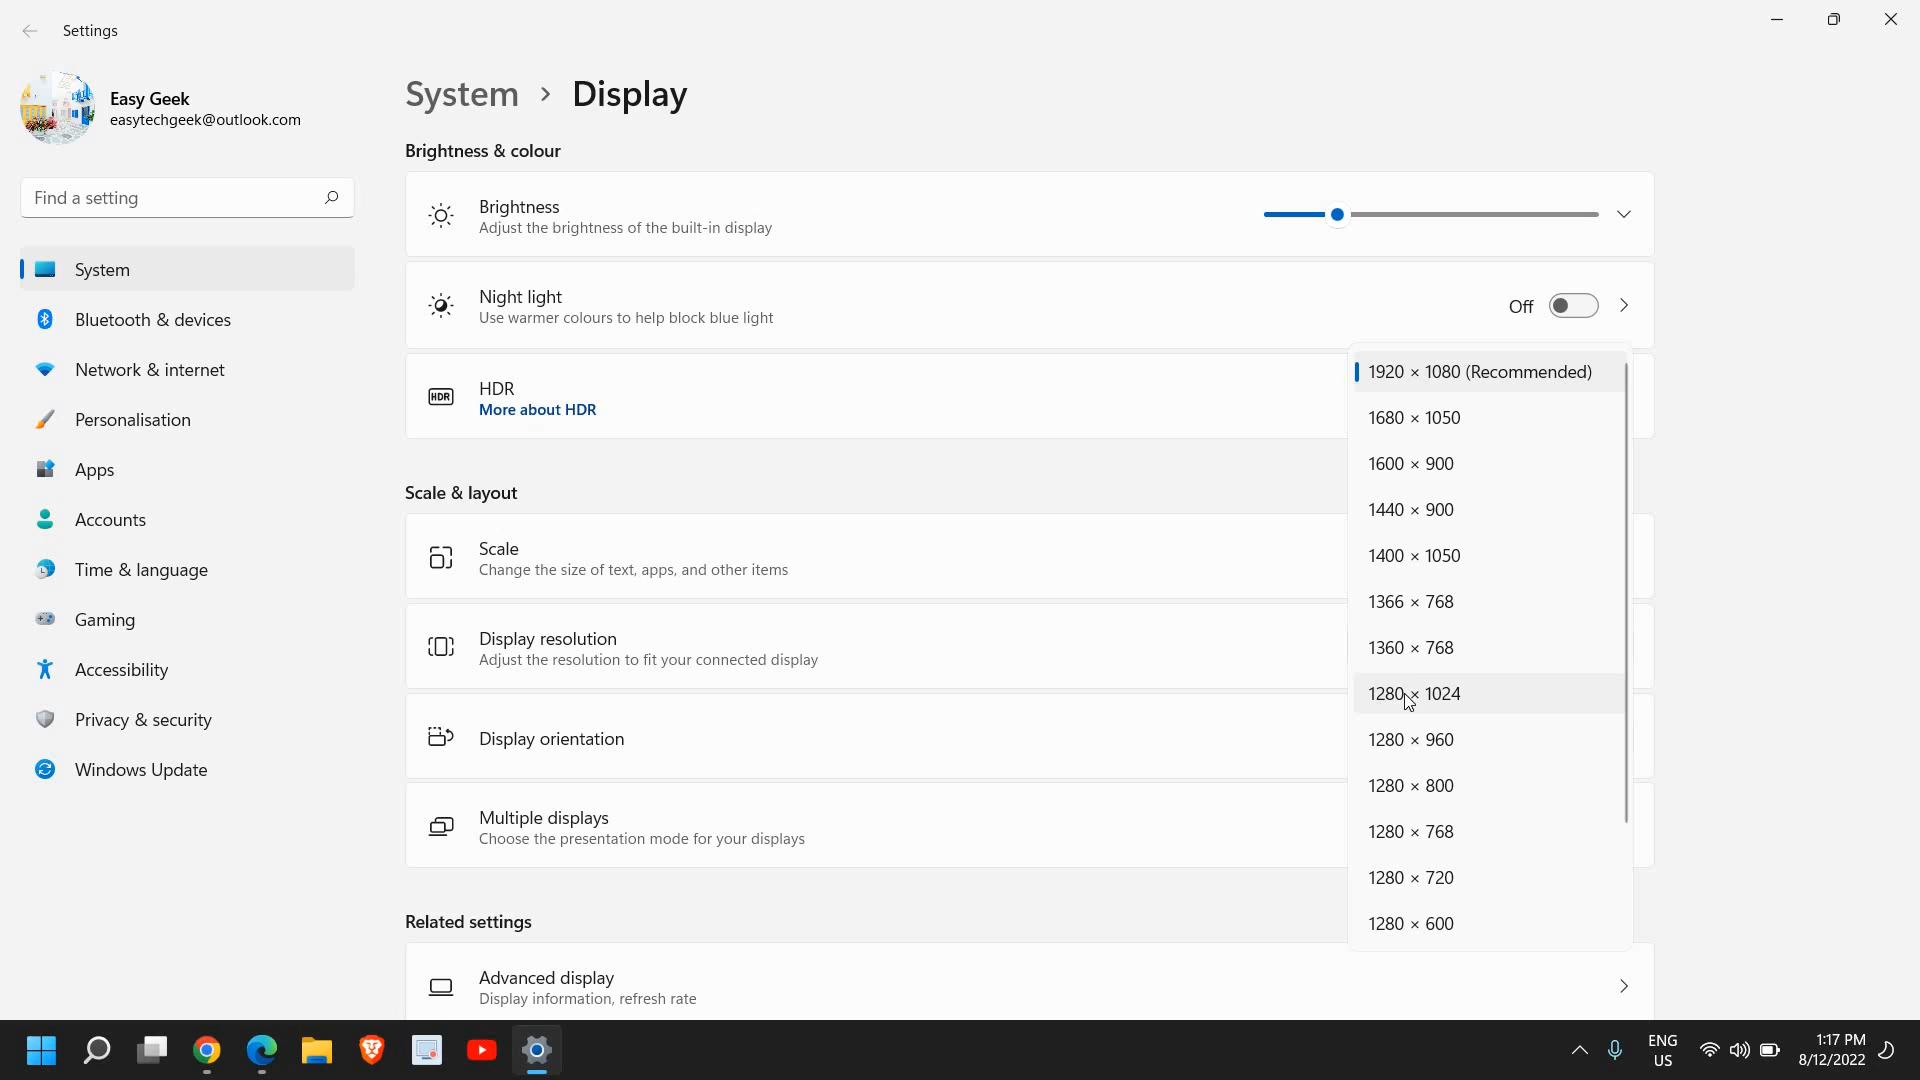 Settings
Easy Geek
easytechgeek@outlook.com
Find a setting
System
Bluetooth & devices
Network & internet
Personalisation
Apps
Accounts
Time & language
Gaming
Accessibility
Privacy & security
Windows Update
System > Display
Brightness & colour
Brightness
Adjust the brightness of the built-in display
Night light
Use warmer colours to help block blue light
Off
HDR
HDR
More about HDR
Scale & layout
Scale
Change the size of text, apps, and other items
Display resolution
Adjust the resolution to fit your connected display
Display orientation
Multiple displays
Choose the presentation mode for your displays
Related settings
Advanced display
Display information, refresh rate
1920 × 1080 (Recommended)
1680 × 1050
1600 × 900
1440 × 900
1400 × 1050
1366 × 768
1360 × 768
1280 × 1024
1280 × 960
1280 × 800
1280 × 768
1280 × 720
1280 × 600
ENG
US
1:17 PM
8/12/2022